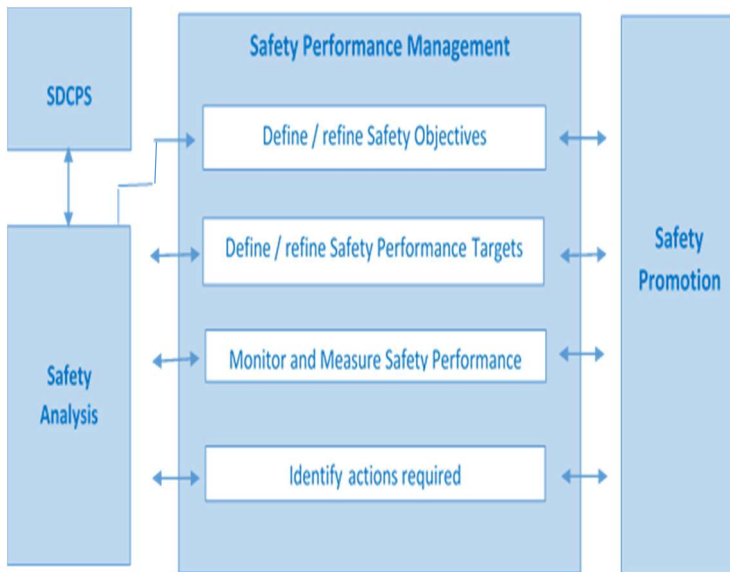 SDCPS
Safety Performance Management
Define / refine Safety Objectives
Define / refine Safety Performance Targets
Monitor and Measure Safety Performance
Identify actions required
Safety
Analysis
Safety
Promotion